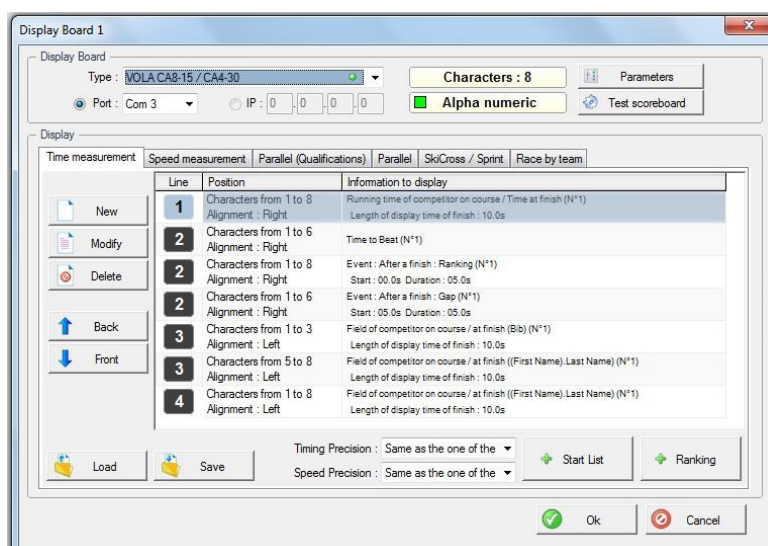 Display Board 1
Display Board
Type : VOLA CA8-15 / CA4-30
Characters : 8
Parameters
Port : Com 3
IP : 0 . 0 . 0 . 0
Alpha numeric
Test scoreboard
Display
Time measurement Speed measurement Parallel (Qualifications) Parallel SkiCross / Sprint Race by team
Line Position Information to display
New
Modify
Delete
Back
Front
1 Characters from 1 to 8 Running time of competitor on course / Time at finish (N°1)
Alignment : Right Length of display time of finish : 10.0s
2 Characters from 1 to 6 Time to Beat (N°1)
Alignment : Right
2 Characters from 1 to 8 Event : After a finish : Ranking (N°1)
Alignment : Right Start : 00.0s Duration : 05.0s
2 Characters from 1 to 6 Event : After a finish : Gap (N°1)
Alignment : Right Start : 05.0s Duration : 05.0s
3 Characters from 1 to 3 Field of competitor on course / at finish (Bib) (N°1)
Alignment : Left Length of display time of finish : 10.0s
3 Characters from 5 to 8 Field of competitor on course / at finish ((First Name).Last Name) (N°1)
Alignment : Left Length of display time of finish : 10.0s
4 Characters from 1 to 8 Field of competitor on course / at finish ((First Name).Last Name) (N°1)
Alignment : Left Length of display time of finish : 10.0s
Load
Save
Timing Precision : Same as the one of the
Speed Precision : Same as the one of the
Start List
Ranking
Ok
Cancel